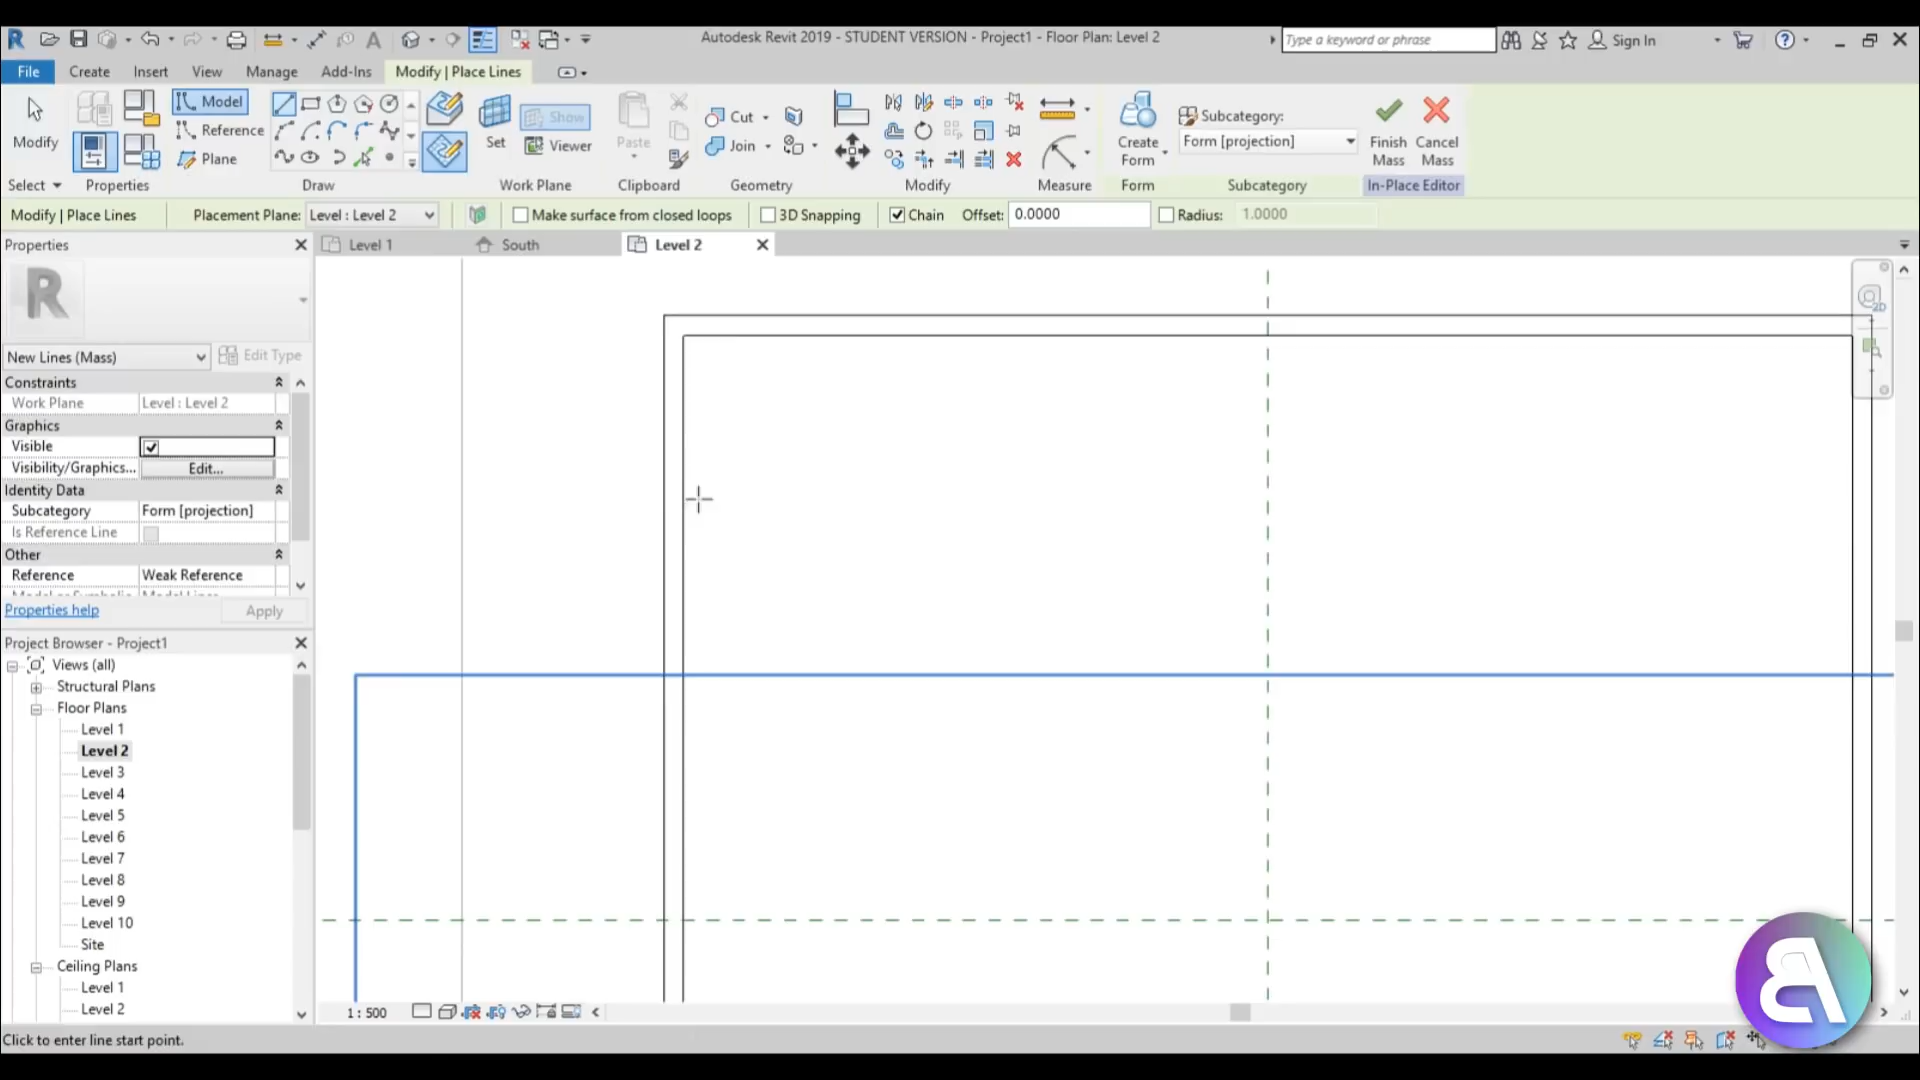 Autodesk Revit 2019 - STUDENT VERSION - Project1 - Floor Plan: Level 2
Type a keyword or phrase
Sign In
File
Create
Insert
View
Manage
Add-Ins
Modify | Place Lines
Modify
Model
Reference
Plane
Set
Show
Viewer
Paste
Cut
Join
Create Form
Subcategory:
Form [projection]
Finish Mass
Cancel Mass
Select
Properties
Draw
Work Plane
Clipboard
Geometry
Modify
Measure
Form
Subcategory
In-Place Editor
Modify | Place Lines
Placement Plane:
Level : Level 2
Make surface from closed loops
3D Snapping
Chain
Offset:
0.0000
Radius:
1.0000
Properties
Level 1
South
Level 2
2D
New Lines (Mass)
Edit Type
Constraints
Work Plane
Level : Level 2
Graphics
Visible
Visibility/Graphics...
Edit...
Identity Data
Subcategory
Form [projection]
Is Reference Line
Other
Reference
Weak Reference
Properties help
Apply
Project Browser - Project1
Views (all)
Structural Plans
Floor Plans
Level 1
Level 2
Level 3
Level 4
Level 5
Level 6
Level 7
Level 8
Level 9
Level 10
Site
Ceiling Plans
Level 1
Level 2
1 : 500
Click to enter line start point.